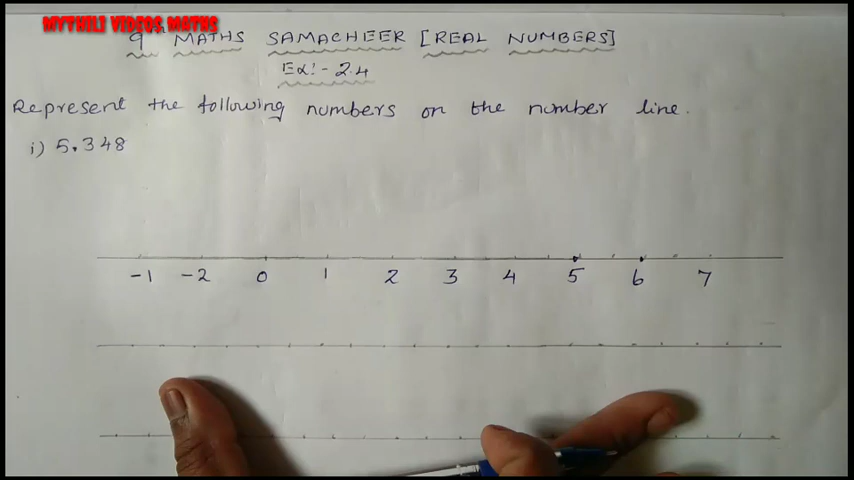 MYTHILI VIDEOS MATHS
9th MATHS SAMACHEER [REAL NUMBERS]
Ex:- 2.4
Represent the following numbers on the number line.
i) 5.348
-1 -2 0 1 2 3 4 5 6 7